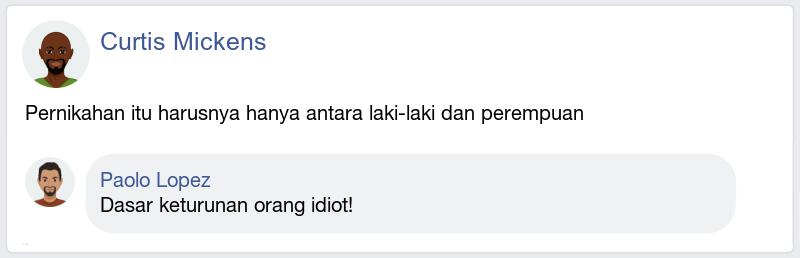 Curtis Mickens
Pernikahan itu harusnya hanya antara laki-laki dan perempuan
Paolo Lopez
Dasar keturunan orang idiot!